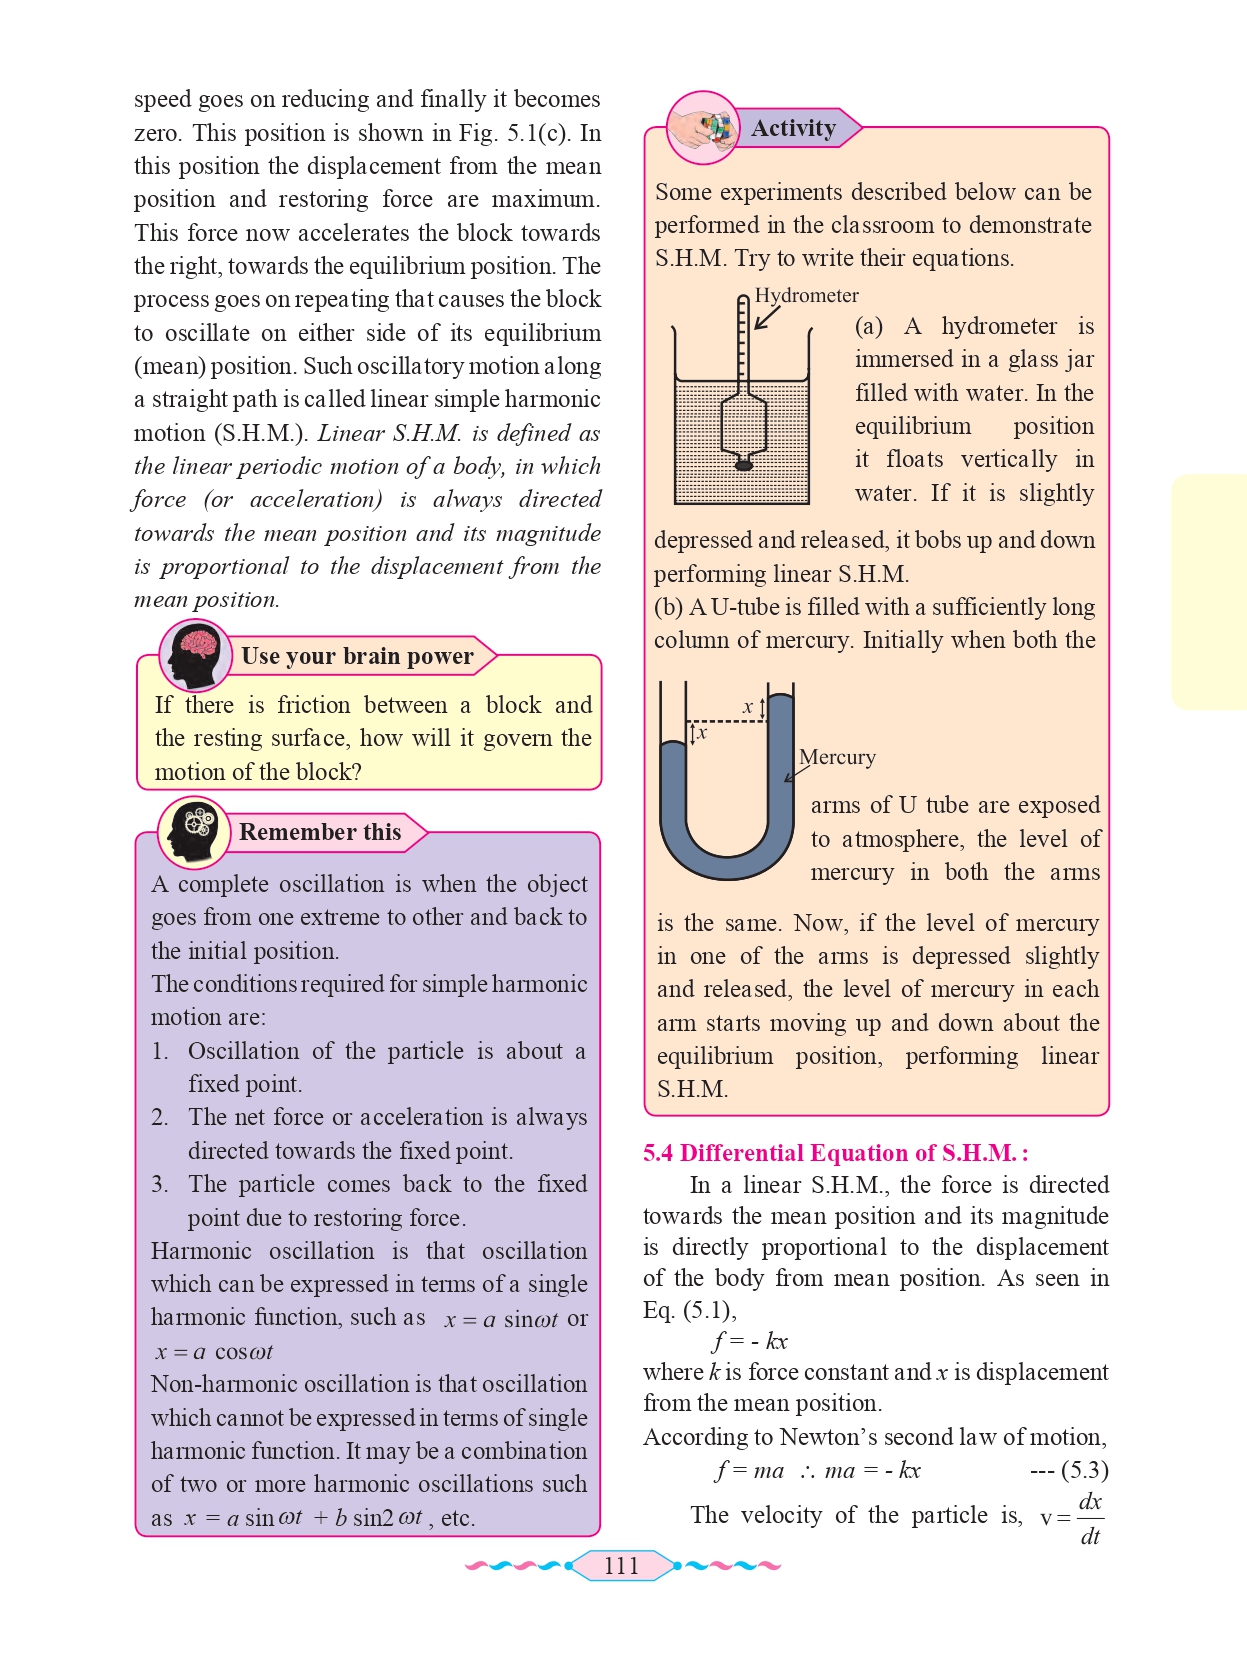 speed goes on reducing and finally it becomes
zero. This position is shown in Fig. 5.1(c). In
this position the displacement from the mean
position and restoring force are maximum.
This force now accelerates the block towards
the right, towards the equilibrium position. The
process goes on repeating that causes the block
to oscillate on either side of its equilibrium
(mean) position. Such oscillatory motion along
a straight path is called linear simple harmonic
motion (S.H.M.). Linear S.H.M. is defined as
the linear periodic motion of a body, in which
force (or acceleration) is always directed
towards the mean position and its magnitude
is proportional to the displacement from the
mean position.
Use your brain power
If there is friction between a block and
the resting surface, how will it govern the
motion of the block?
Remember this
A complete oscillation is when the object
goes from one extreme to other and back to
the initial position.
The conditions required for simple harmonic
motion are:
1. Oscillation of the particle is about a
fixed point.
2. The net force or acceleration is always
directed towards the fixed point.
3. The particle comes back to the fixed
point due to restoring force.
Harmonic oscillation is that oscillation
which can be expressed in terms of a single
harmonic function, such as x = a sinωt or
x = a cosωt
Non-harmonic oscillation is that oscillation
which cannot be expressed in terms of single
harmonic function. It may be a combination
of two or more harmonic oscillations such
as x = a sin ωt + b sin2 ωt , etc.
Activity
Some experiments described below can be
performed in the classroom to demonstrate
S.H.M. Try to write their equations.
Hydrometer
(a) A hydrometer is
immersed in a glass jar
filled with water. In the
equilibrium position
it floats vertically in
water. If it is slightly
depressed and released, it bobs up and down
performing linear S.H.M.
(b) A U-tube is filled with a sufficiently long
column of mercury. Initially when both the
x
x
Mercury
arms of U tube are exposed
to atmosphere, the level of
mercury in both the arms
is the same. Now, if the level of mercury
in one of the arms is depressed slightly
and released, the level of mercury in each
arm starts moving up and down about the
equilibrium position, performing linear
S.H.M.
5.4 Differential Equation of S.H.M. :
In a linear S.H.M., the force is directed
towards the mean position and its magnitude
is directly proportional to the displacement
of the body from mean position. As seen in
Eq. (5.1),
f = - kx
where k is force constant and x is displacement
from the mean position.
According to Newton’s second law of motion,
f = ma ∴ ma = - kx --- (5.3)
The velocity of the particle is, v = dx/dt
111